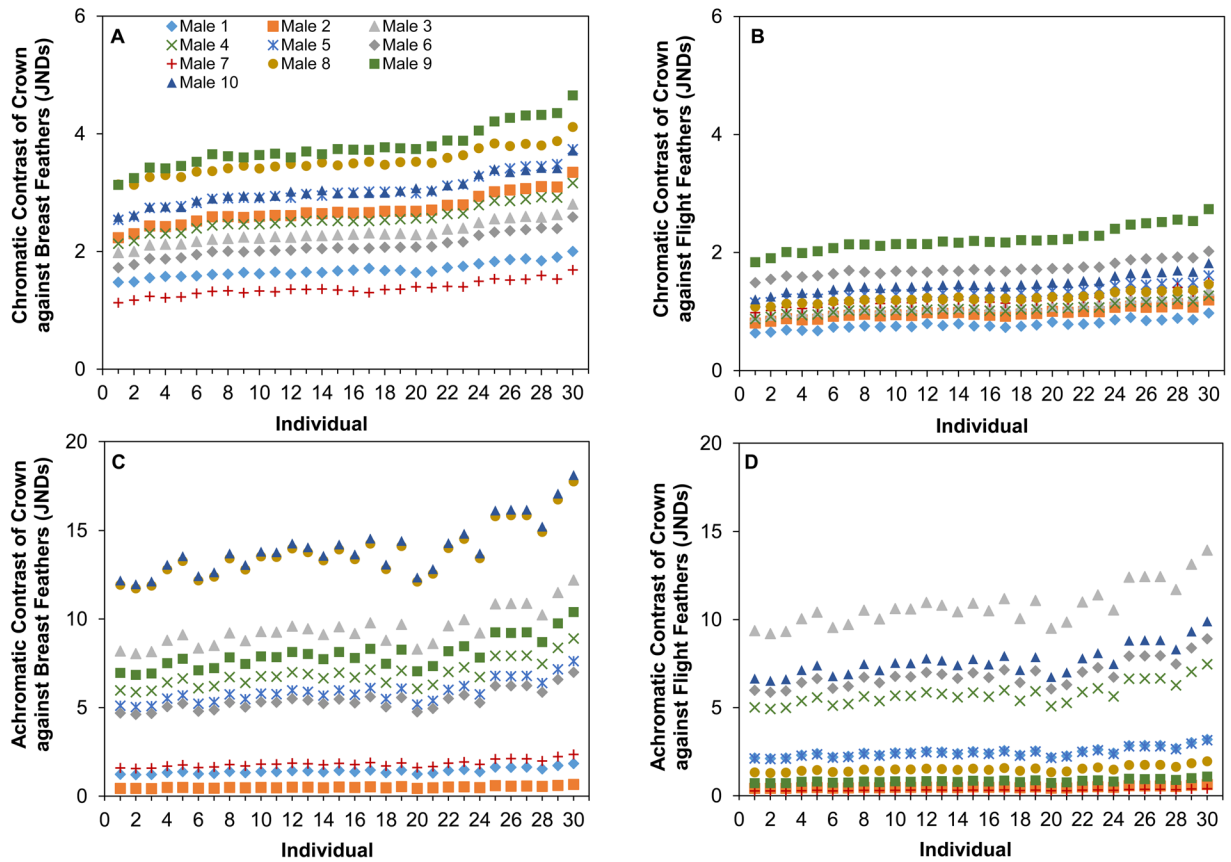 Chromatic Contrast of Crown
against Breast Feathers (JNDs)
6
4
2
0
A
Male 1 Male 2 Male 3
Male 4 Male 5 Male 6
Male 7 Male 8 Male 9
Male 10
0 2 4 6 8 10 12 14 16 18 20 22 24 26 28 30
Individual
Chromatic Contrast of Crown
against Flight Feathers (JNDs)
6
4
2
0
B
0 2 4 6 8 10 12 14 16 18 20 22 24 26 28 30
Individual
Achromatic Contrast of Crown
against Breast Feathers (JNDs)
20
15
10
5
0
C
0 2 4 6 8 10 12 14 16 18 20 22 24 26 28 30
Individual
Achromatic Contrast of Crown
against Flight Feathers (JNDs)
20
15
10
5
0
D
0 2 4 6 8 10 12 14 16 18 20 22 24 26 28 30
Individual